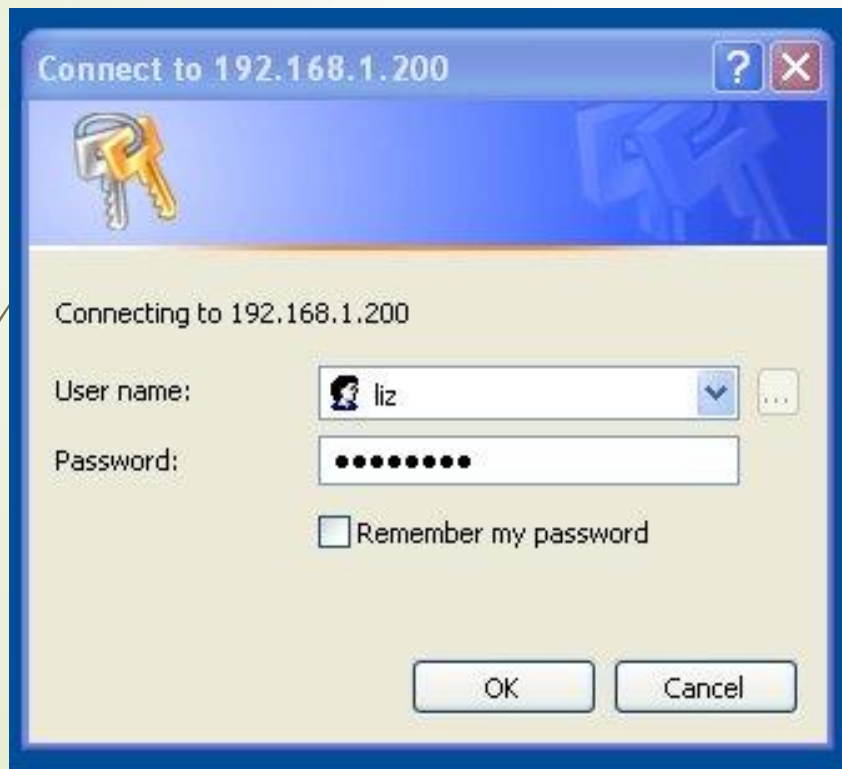 Connect to 192.168.1.200
Connecting to 192.168.1.200
User name:
liz
...
Password:
●●●●●●●●
Remember my password
OK
Cancel